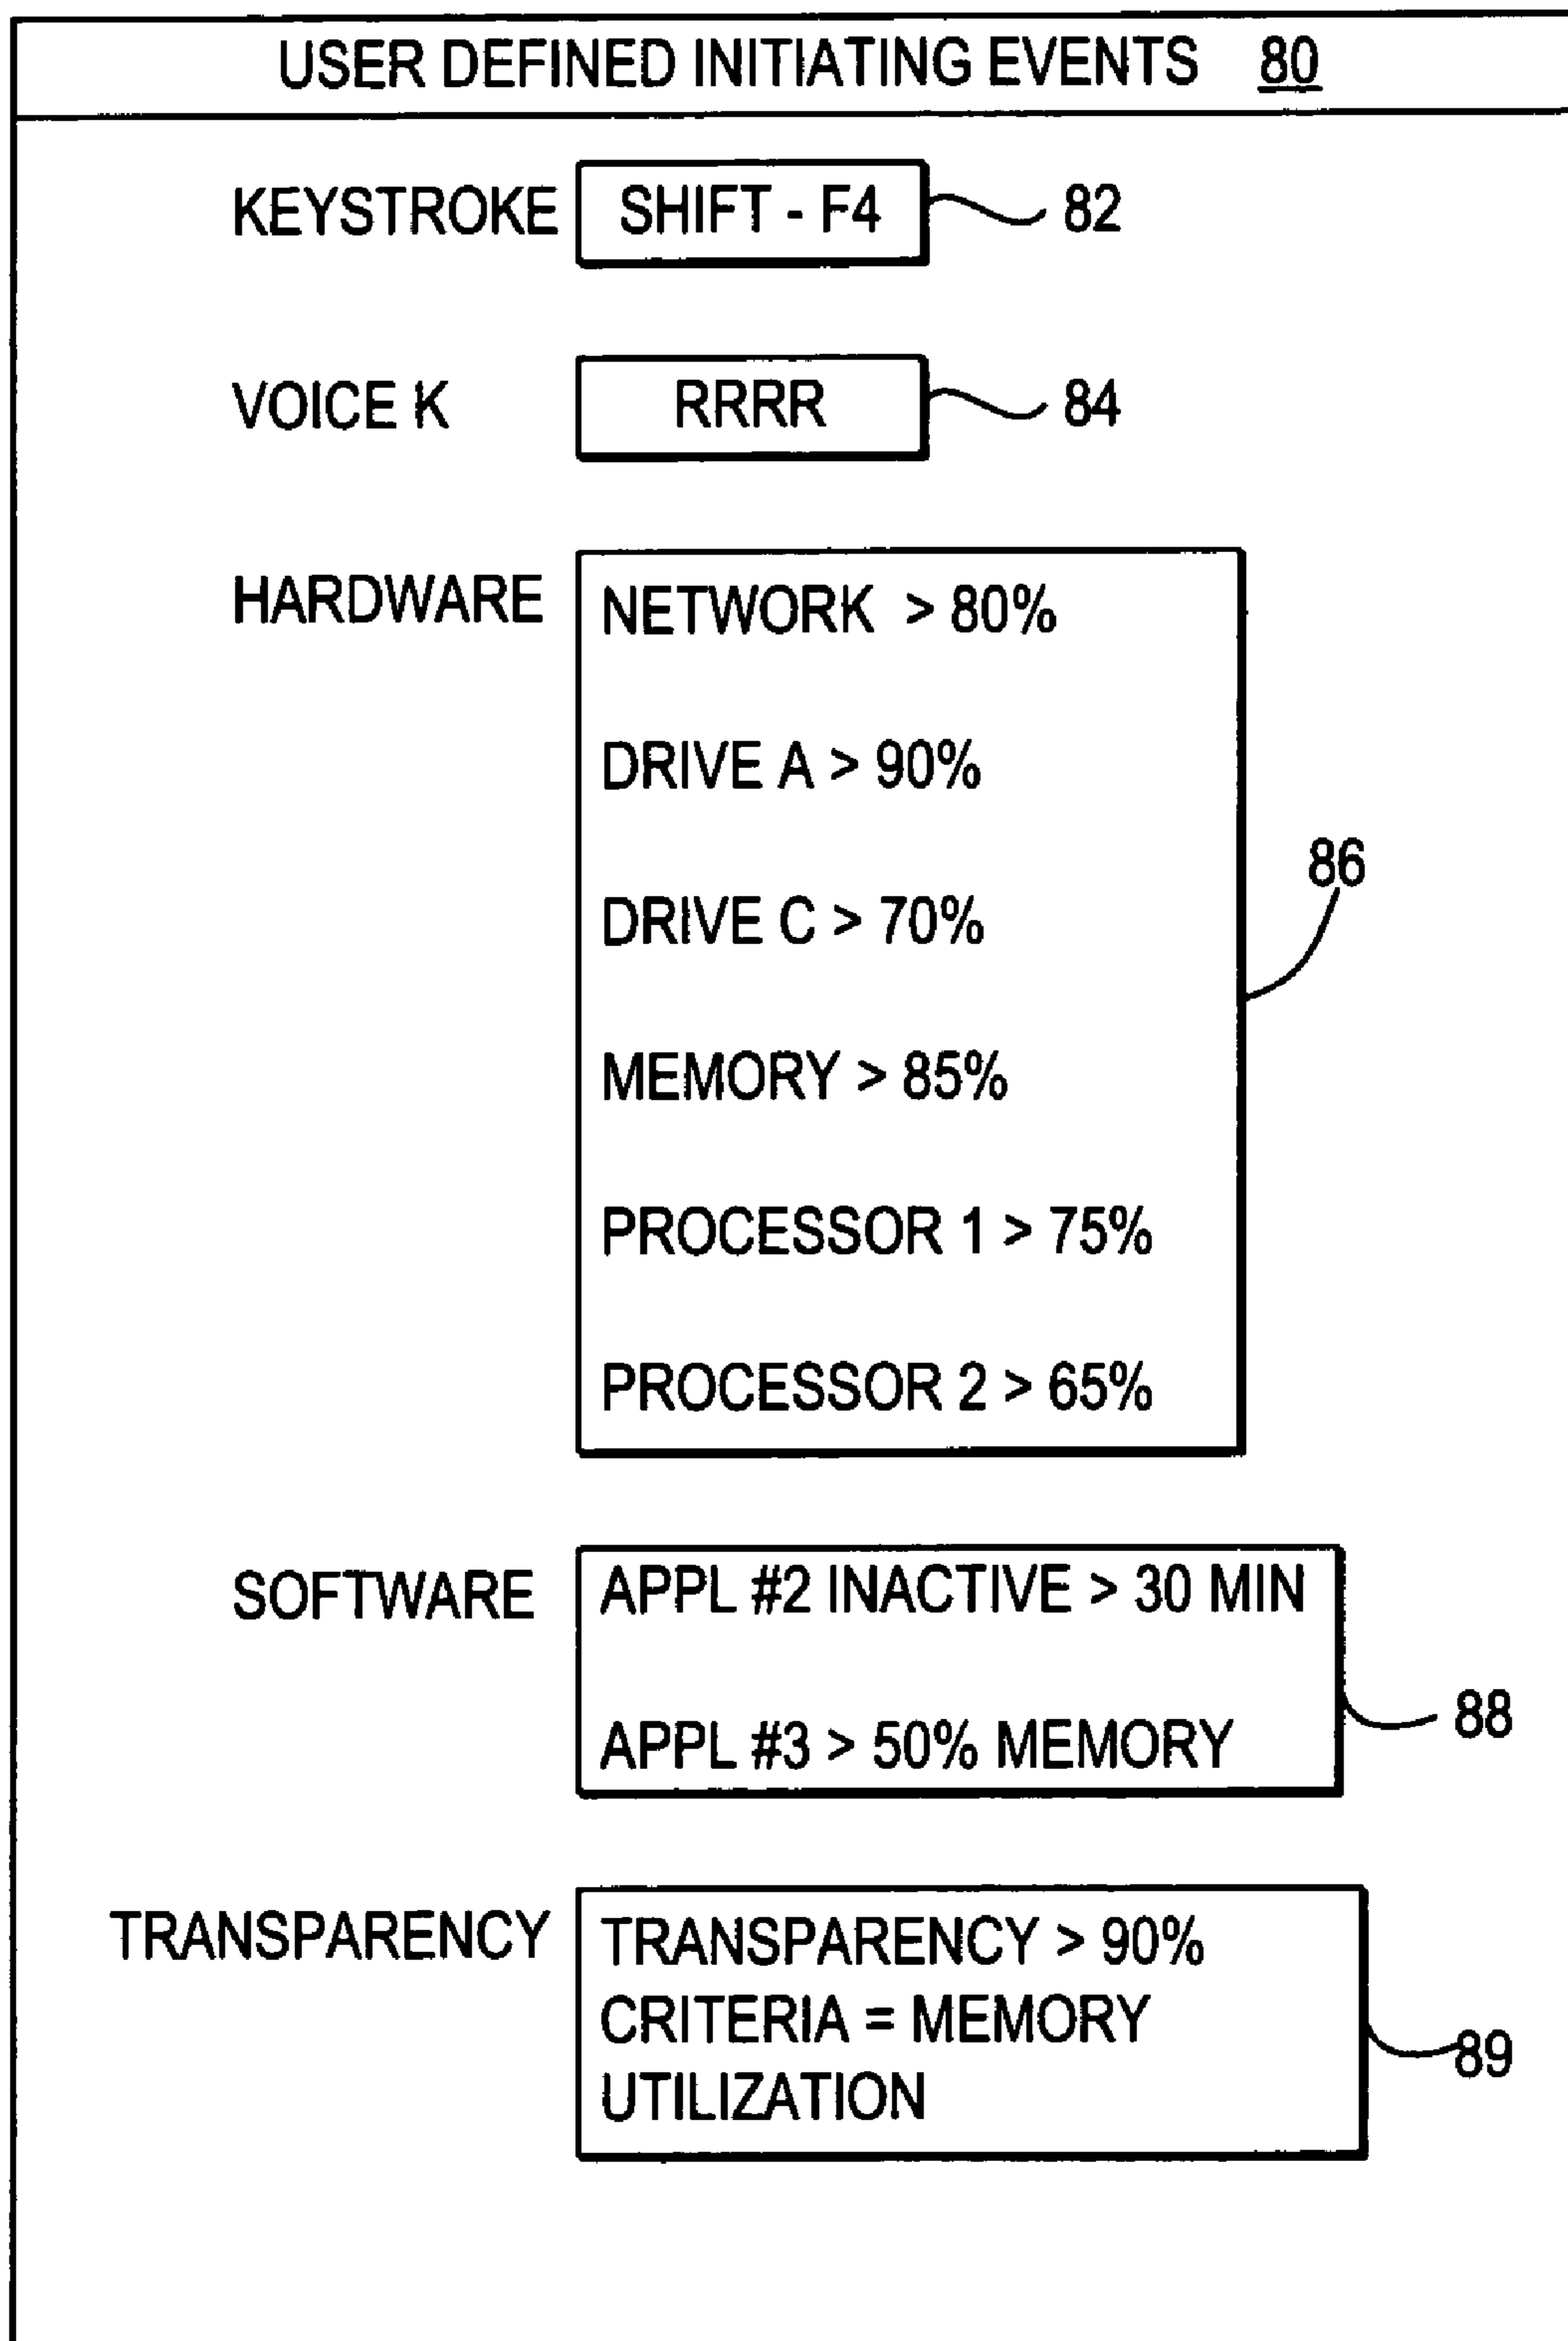 USER DEFINED INITIATING EVENTS 80
KEYSTROKE SHIFT - F4 82
VOICE K RRRR 84
HARDWARE NETWORK > 80%
DRIVE A > 90%
86
DRIVE C > 70%
MEMORY > 85%
PROCESSOR 1 > 75%
PROCESSOR 2 > 65%
SOFTWARE APPL #2 INACTIVE > 30 MIN
88
APPL #3 > 50% MEMORY
TRANSPARENCY TRANSPARENCY > 90%
CRITERIA = MEMORY
89
UTILIZATION